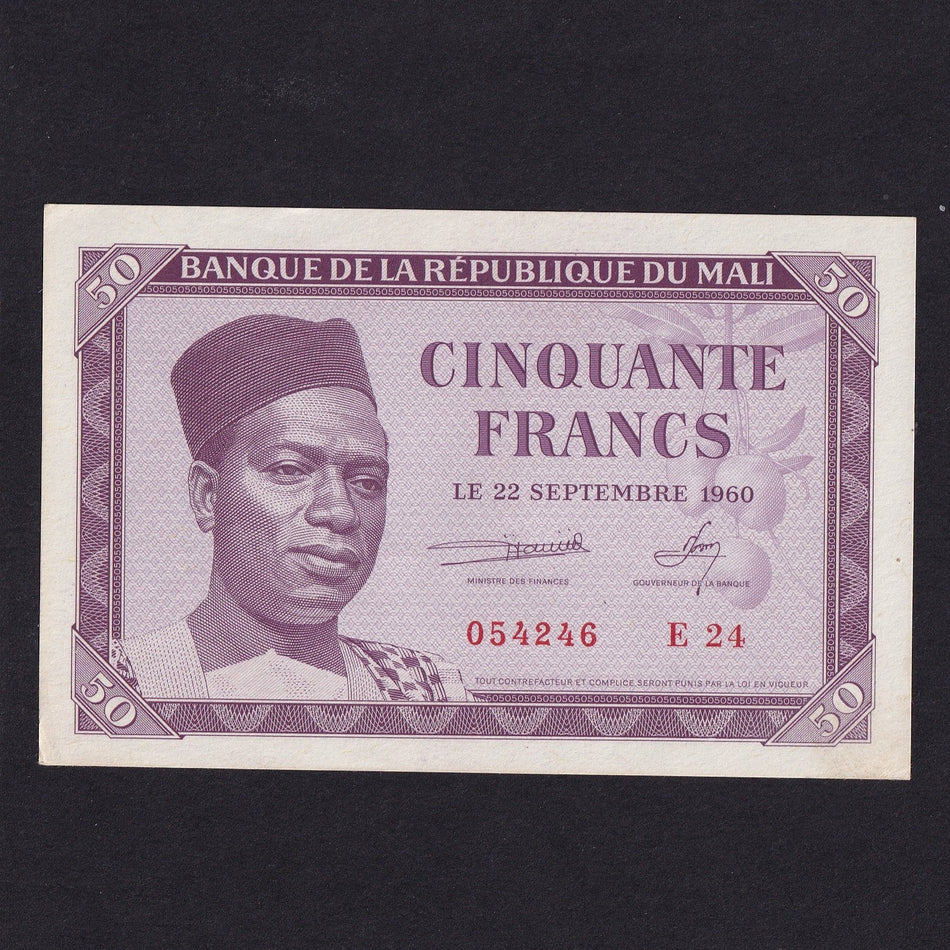 50 BANQUE DE LA RÉPUBLIQUE DU MALI 50
CINQUANTE
FRANCS
LE 22 SEPTEMBRE 1960
MINISTRE DES FINANCES GOUVERNEUR DE LA BANQUE
054246 E 24
TOUT CONTREFACTEUR ET COMPLICE SERONT PUNIS PAR LA LOI EN VIGUEUR
50 50